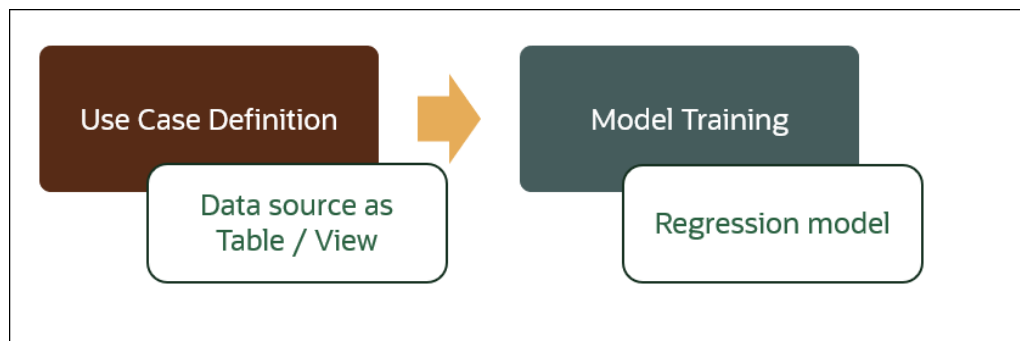 Use Case Definition
Model Training
Data source as
Table / View
Regression model